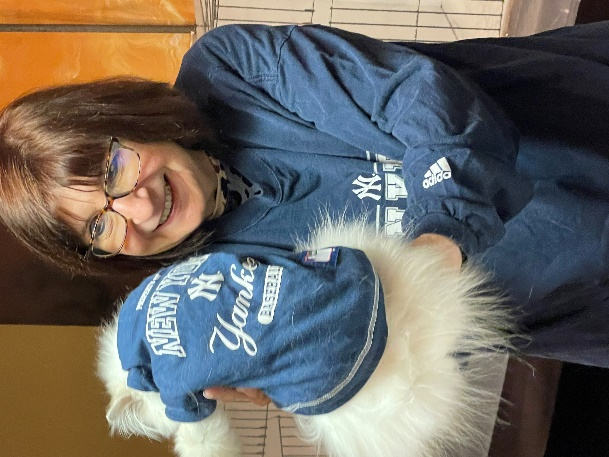 NY
adidas
NEW YORK
NY
Yankees
BASEBALL